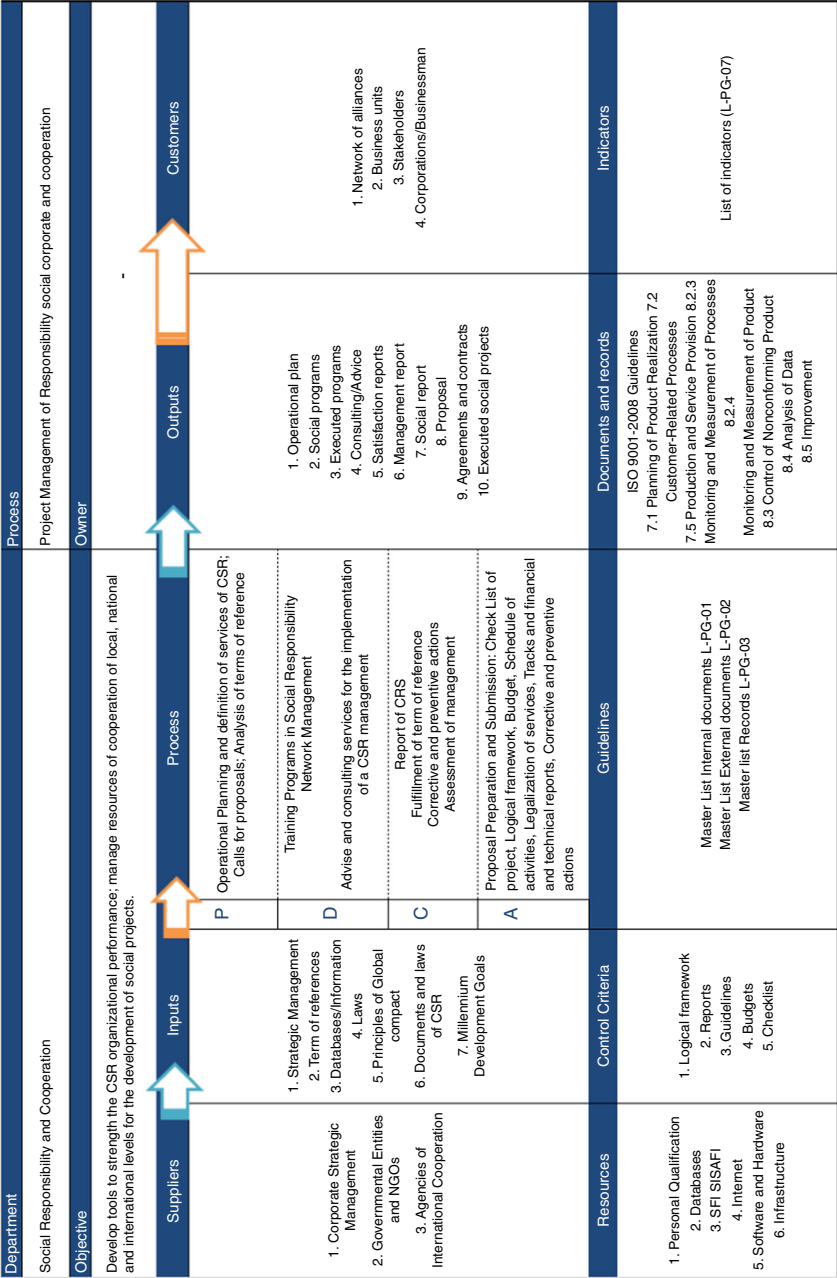 Department
Process
Social Responsibility and Cooperation
Project Management of Responsibility social corporate and cooperation
Objective
Owner
Develop tools to strength the CSR organizational performance; manage resources of cooperation of local, national
and international levels for the development of social projects.
-
Suppliers
Inputs
Process
Outputs
Customers
1. Corporate Strategic
Management
2. Governmental Entities
and NGOs
3. Agencies of
International Cooperation
1. Strategic Management
2. Term of references
3. Databases/Information
4. Laws
5. Principles of Global
compact
6. Documents and laws
of CSR
7. Millennium
Development Goals
P
Operational Planning and definition of services of CSR;
Calls for proposals; Analysis of terms of reference
D
Training Programs in Social Responsibility
Network Management
Advise and consulting services for the implementation
of a CSR management
C
Report of CRS
Fulfillment of term of reference
Corrective and preventive actions
Assessment of management
A
Proposal Preparation and Submission: Check List of
project, Logical framework, Budget, Schedule of
activities, Legalization of services, Tracks and financial
and technical reports, Corrective and preventive
actions
1. Operational plan
2. Social programs
3. Executed programs
4. Consulting/Advice
5. Satisfaction reports
6. Management report
7. Social report
8. Proposal
9. Agreements and contracts
10. Executed social projects
1. Network of alliances
2. Business units
3. Stakeholders
4. Corporations/Businessman
Resources
Control Criteria
Guidelines
Documents and records
Indicators
1. Personal Qualification
2. Databases
3. SFI SISAFI
4. Internet
5. Software and Hardware
6. Infrastructure
1. Logical framework
2. Reports
3. Guidelines
4. Budgets
5. Checklist
Master List Internal documents L-PG-01
Master List External documents L-PG-02
Master list Records L-PG-03
ISO 9001-2008 Guidelines
7.1 Planning of Product Realization 7.2
Customer-Related Processes
7.5 Production and Service Provision 8.2.3
Monitoring and Measurement of Processes
8.2.4
Monitoring and Measurement of Product
8.3 Control of Nonconforming Product
8.4 Analysis of Data
8.5 Improvement
List of indicators (L-PG-07)